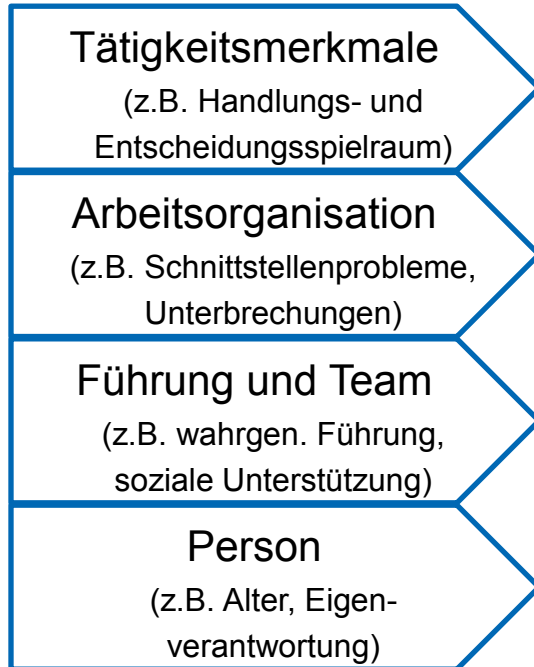 Tätigkeitsmerkmale
(z.B. Handlungs- und
Entscheidungsspielraum)
Arbeitsorganisation
(z.B. Schnittstellenprobleme,
Unterbrechungen)
Führung und Team
(z.B. wahrgen. Führung,
soziale Unterstützung)
Person
(z.B. Alter, Eigen-
verantwortung)